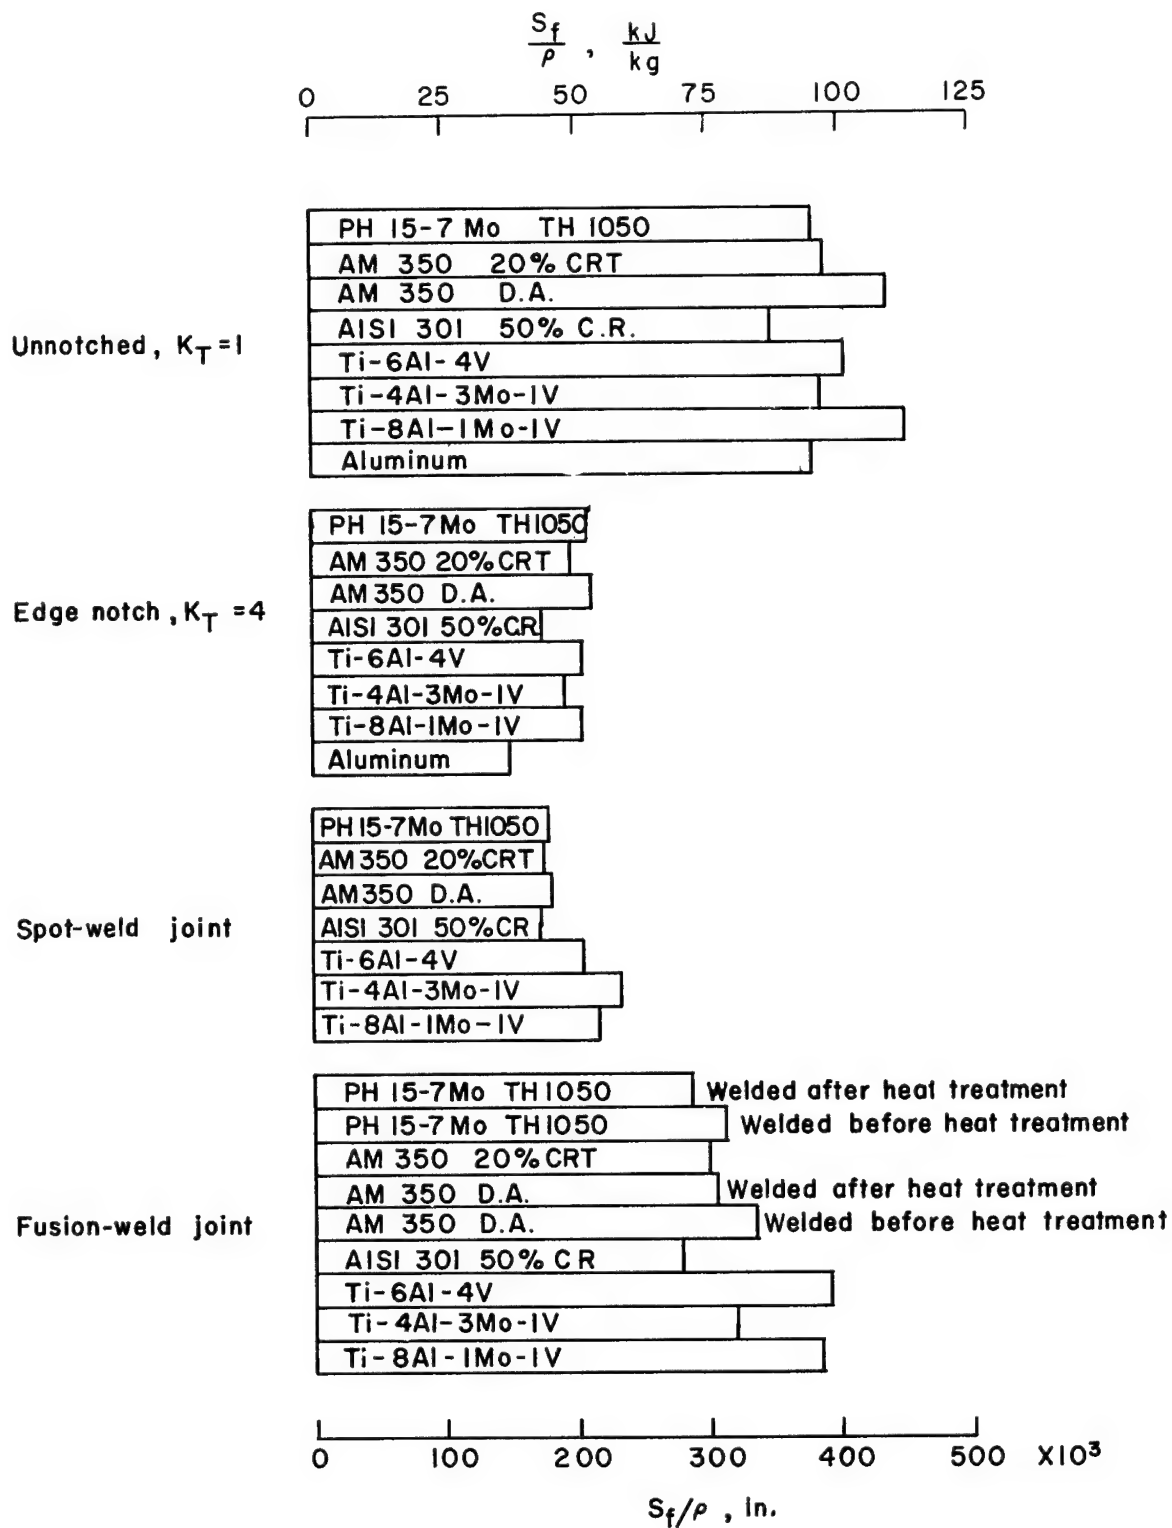 S_f/ρ , kJ/kg
0 25 50 75 100 125
Unnotched, K_T=1
PH 15-7 Mo TH 1050
AM 350 20% CRT
AM 350 D.A.
AISI 301 50% C.R.
Ti-6Al-4V
Ti-4Al-3Mo-1V
Ti-8Al-1Mo-1V
Aluminum
Edge notch, K_T =4
PH 15-7Mo TH1050
AM 350 20% CRT
AM 350 D.A.
AISI 301 50%C.R.
Ti-6Al-4V
Ti-4Al-3Mo-1V
Ti-8Al-1Mo-1V
Aluminum
Spot-weld joint
PH 15-7Mo TH1050
AM 350 20%CRT
AM 350 D.A.
AISI 301 50%CR
Ti-6Al-4V
Ti-4Al-3Mo-1V
Ti-8Al-1Mo-1V
Fusion-weld joint
PH 15-7Mo TH1050 Welded after heat treatment
PH 15-7 Mo TH1050 Welded before heat treatment
AM 350 20%CRT
AM 350 D.A. Welded after heat treatment
AM 350 D.A. Welded before heat treatment
AISI 301 50% CR
Ti-6Al-4V
Ti-4Al-3Mo-1V
Ti-8Al-1Mo-1V
0 100 200 300 400 500 X10³
S_f/ρ , in.